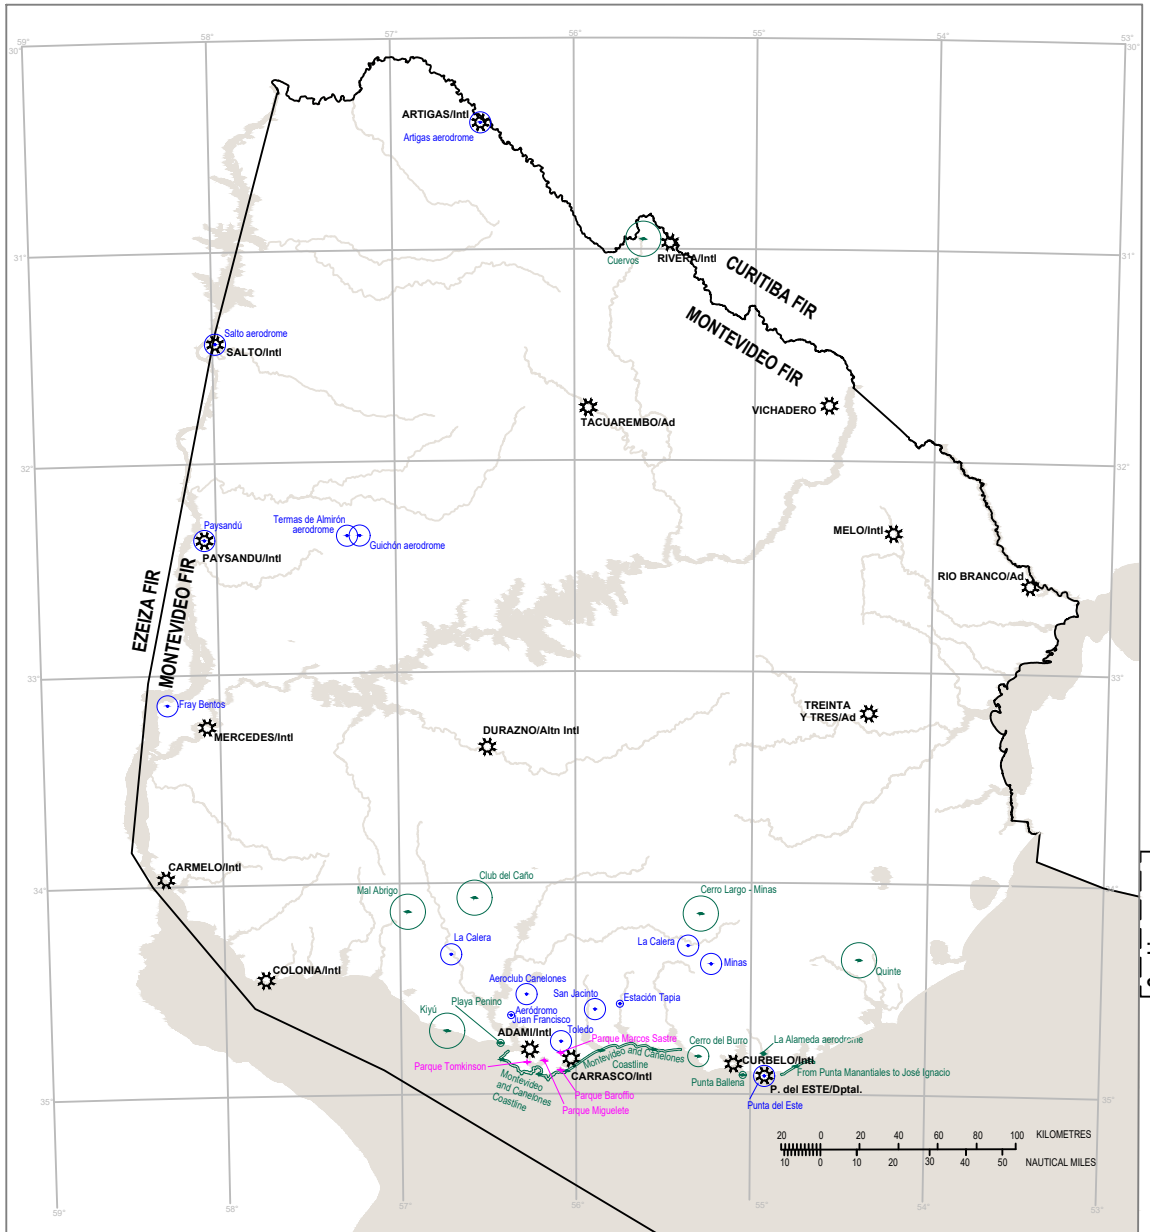 59°
58°
57°
56°
55°
54°
53°
30°
30°
ARTIGAS/Intl
Artigas aerodrome
Cuervos
RIVERA/Intl
31°
31°
CURITIBA FIR
MONTEVIDEO FIR
Salto aerodrome
SALTO/Intl
TACUAREMBO/Ad
VICHADERO
32°
32°
Paysandú
PAYSANDU/Intl
Termas de Almirón
aerodrome
Guichón aerodrome
MELO/Intl
RIO BRANCO/Ad
EZEIZA FIR
MONTEVIDEO FIR
33°
33°
Fray Bentos
MERCEDES/Intl
DURAZNO/Altn Intl
TREINTA
Y TRES/Ad
CARMELO/Intl
34°
34°
Mal Abrigo
Club del Caño
Cerro Largo - Minas
La Calera
La Calera
Minas
Quinte
COLONIA/Intl
Aeroclub Canelones
San Jacinto
Estación Tapia
Kiyú
Playa Penino
Aeródromo
Juan Francisco
ADAMI/Intl
Toledo
Parque Marcos Sastre
Cerro del Burro
La Alameda aerodrome
Parque Tomkinson
Montevideo and Canelones
Coastline
CARRASCO/Intl
CURBELO/Intl
From Punta Manantiales to José Ignacio
Punta Ballena
P. del ESTE/Dptal.
Montevideo
and Canelones
Coastline
Parque Baroffio
Parque Miguelete
Punta del Este
35°
35°
20 0 20 40 60 80 100 KILOMETRES
10 0 10 20 30 40 50 NAUTICAL MILES
59°
58°
57°
56°
55°
54°
53°